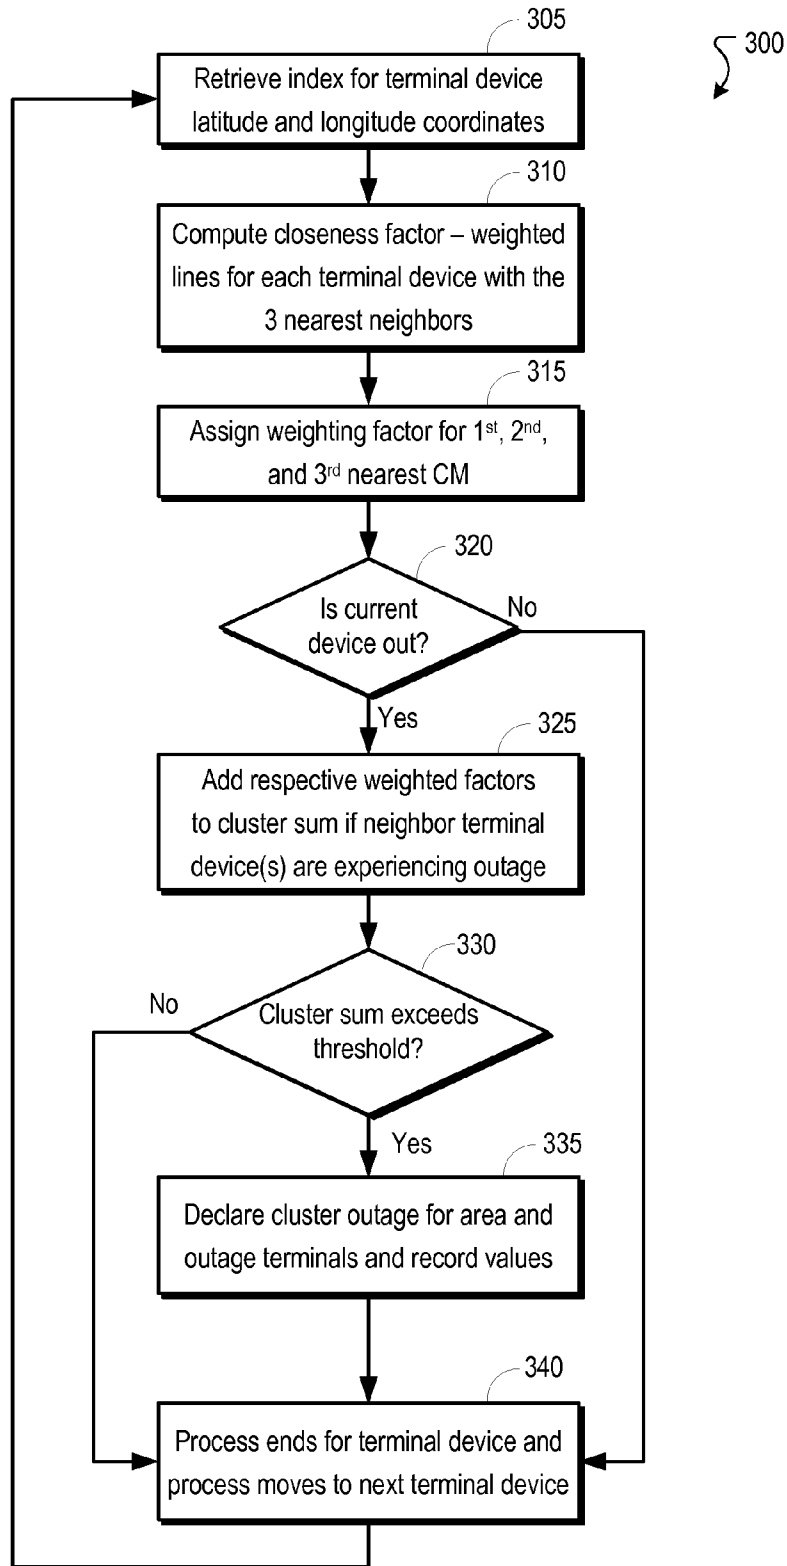 305
300
Retrieve index for terminal device
latitude and longitude coordinates
310
Compute closeness factor – weighted
lines for each terminal device with the
3 nearest neighbors
315
Assign weighting factor for 1st, 2nd,
and 3rd nearest CM
320
Is current
device out?
No
Yes
325
Add respective weighted factors
to cluster sum if neighbor terminal
device(s) are experiencing outage
330
No
Cluster sum exceeds
threshold?
Yes
335
Declare cluster outage for area and
outage terminals and record values
340
Process ends for terminal device and
process moves to next terminal device